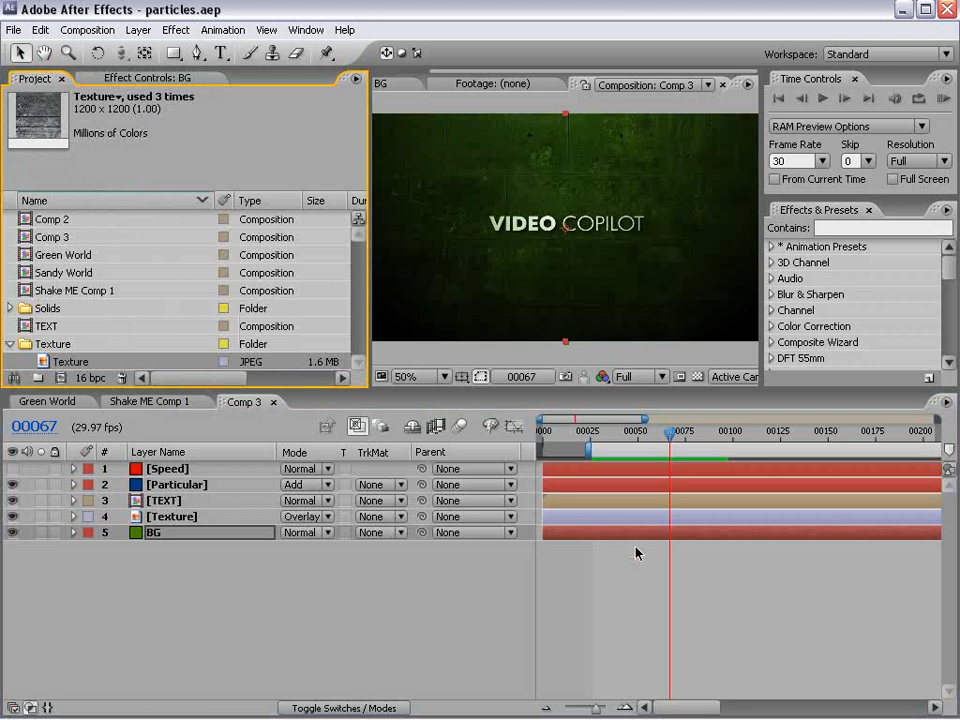 Adobe After Effects - particles.aep
File Edit Composition Layer Effect Animation View Window Help
Workspace: Standard
Project Effect Controls: BG
BG Footage: (none) Composition: Comp 3
Time Controls
Texture, used 3 times
1200 x 1200 (1.00)
Millions of Colors
RAM Preview Options
Frame Rate Skip Resolution
30 0 Full
From Current Time Full Screen
Name Type Size Dur
Comp 2 Composition
Comp 3 Composition
Green World Composition
Sandy World Composition
Shake ME Comp 1 Composition
Solids Folder
TEXT Composition
Texture Folder
Texture JPEG 1.6 MB
16 bpc
VIDEO COPILOT
50% 00067 Full Active Car
Effects & Presets
Contains:
* Animation Presets
3D Channel
Audio
Blur & Sharpen
Channel
Color Correction
Composite Wizard
DFT 55mm
Green World Shake ME Comp 1 Comp 3
00067 (29.97 fps)
0000 00025 00050 00075 00100 00125 00150 00175 00200
# Layer Name Mode T TrkMat Parent
1 [Speed] Normal None
2 [Particular] Add None None
3 [TEXT] Normal None None
4 [Texture] Overlay None None
5 BG Normal None None
Toggle Switches / Modes